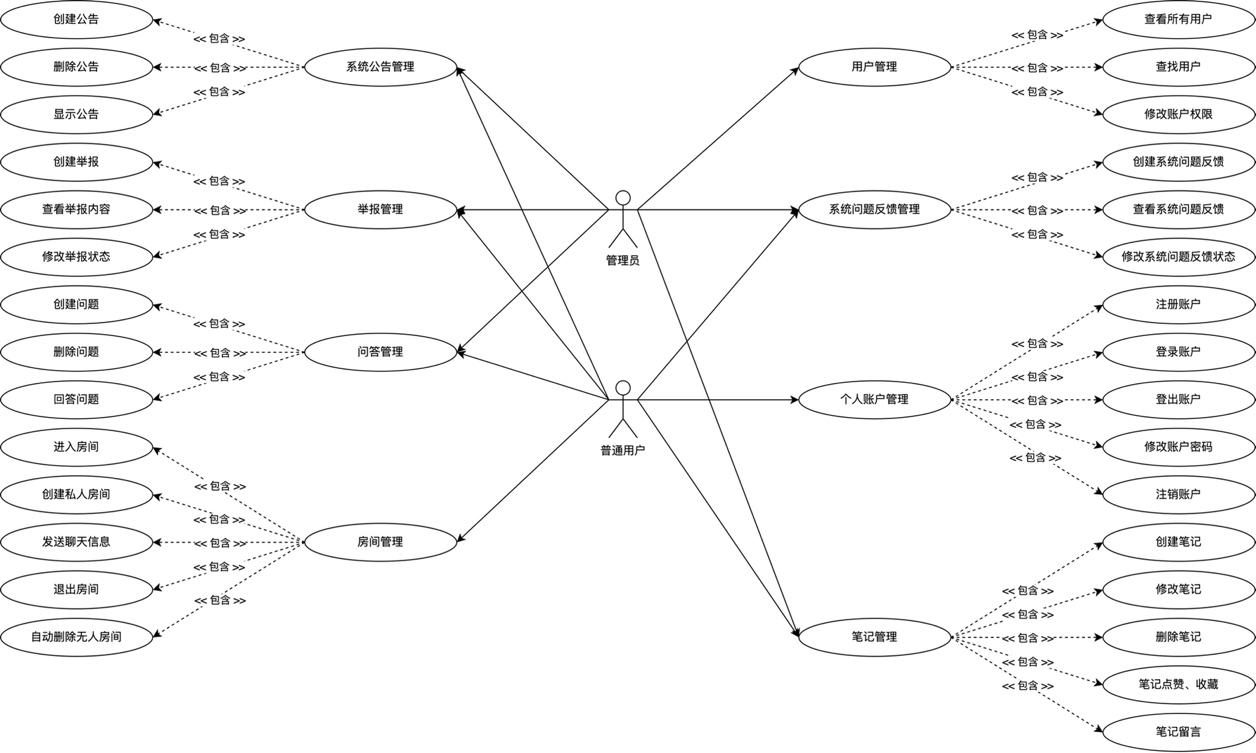 创建公告
<< 包含 >>
删除公告
<< 包含 >>
系统公告管理
显示公告
<< 包含 >>
创建举报
<< 包含 >>
查看举报内容
<< 包含 >>
举报管理
修改举报状态
<< 包含 >>
创建问题
<< 包含 >>
删除问题
<< 包含 >>
问答管理
回答问题
<< 包含 >>
进入房间
<< 包含 >>
创建私人房间
<< 包含 >>
发送聊天信息
<< 包含 >>
房间管理
退出房间
<< 包含 >>
自动删除无人房间
<< 包含 >>
管理员
普通用户
查看所有用户
<< 包含 >>
用户管理
<< 包含 >>
查找用户
<< 包含 >>
修改账户权限
创建系统问题反馈
<< 包含 >>
系统问题反馈管理
<< 包含 >>
查看系统问题反馈
<< 包含 >>
修改系统问题反馈状态
注册账户
<< 包含 >>
登录账户
<< 包含 >>
个人账户管理
<< 包含 >>
登出账户
<< 包含 >>
修改账户密码
<< 包含 >>
注销账户
创建笔记
<< 包含 >>
修改笔记
<< 包含 >>
笔记管理
<< 包含 >>
删除笔记
<< 包含 >>
笔记点赞、收藏
<< 包含 >>
笔记留言